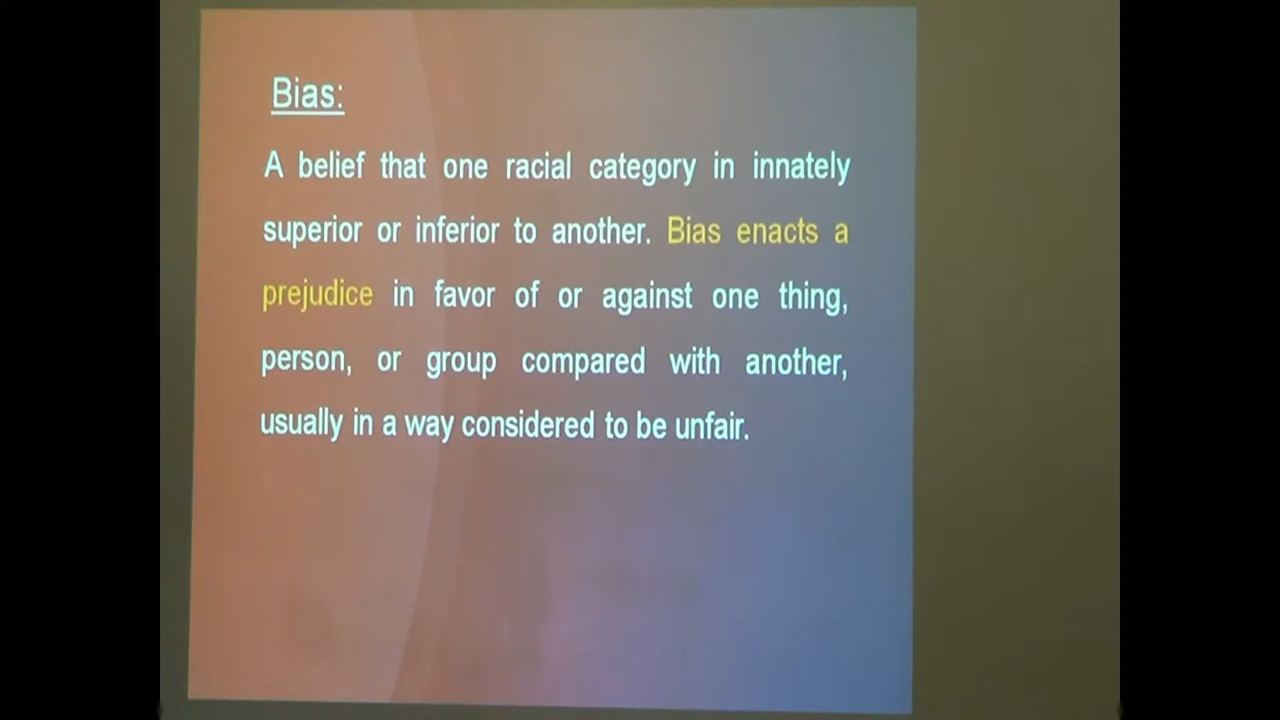 Bias:
A belief that one racial category in innately
superior or inferior to another. Bias enacts a
prejudice in favor of or against one thing,
person, or group compared with another,
usually in a way considered to be unfair.